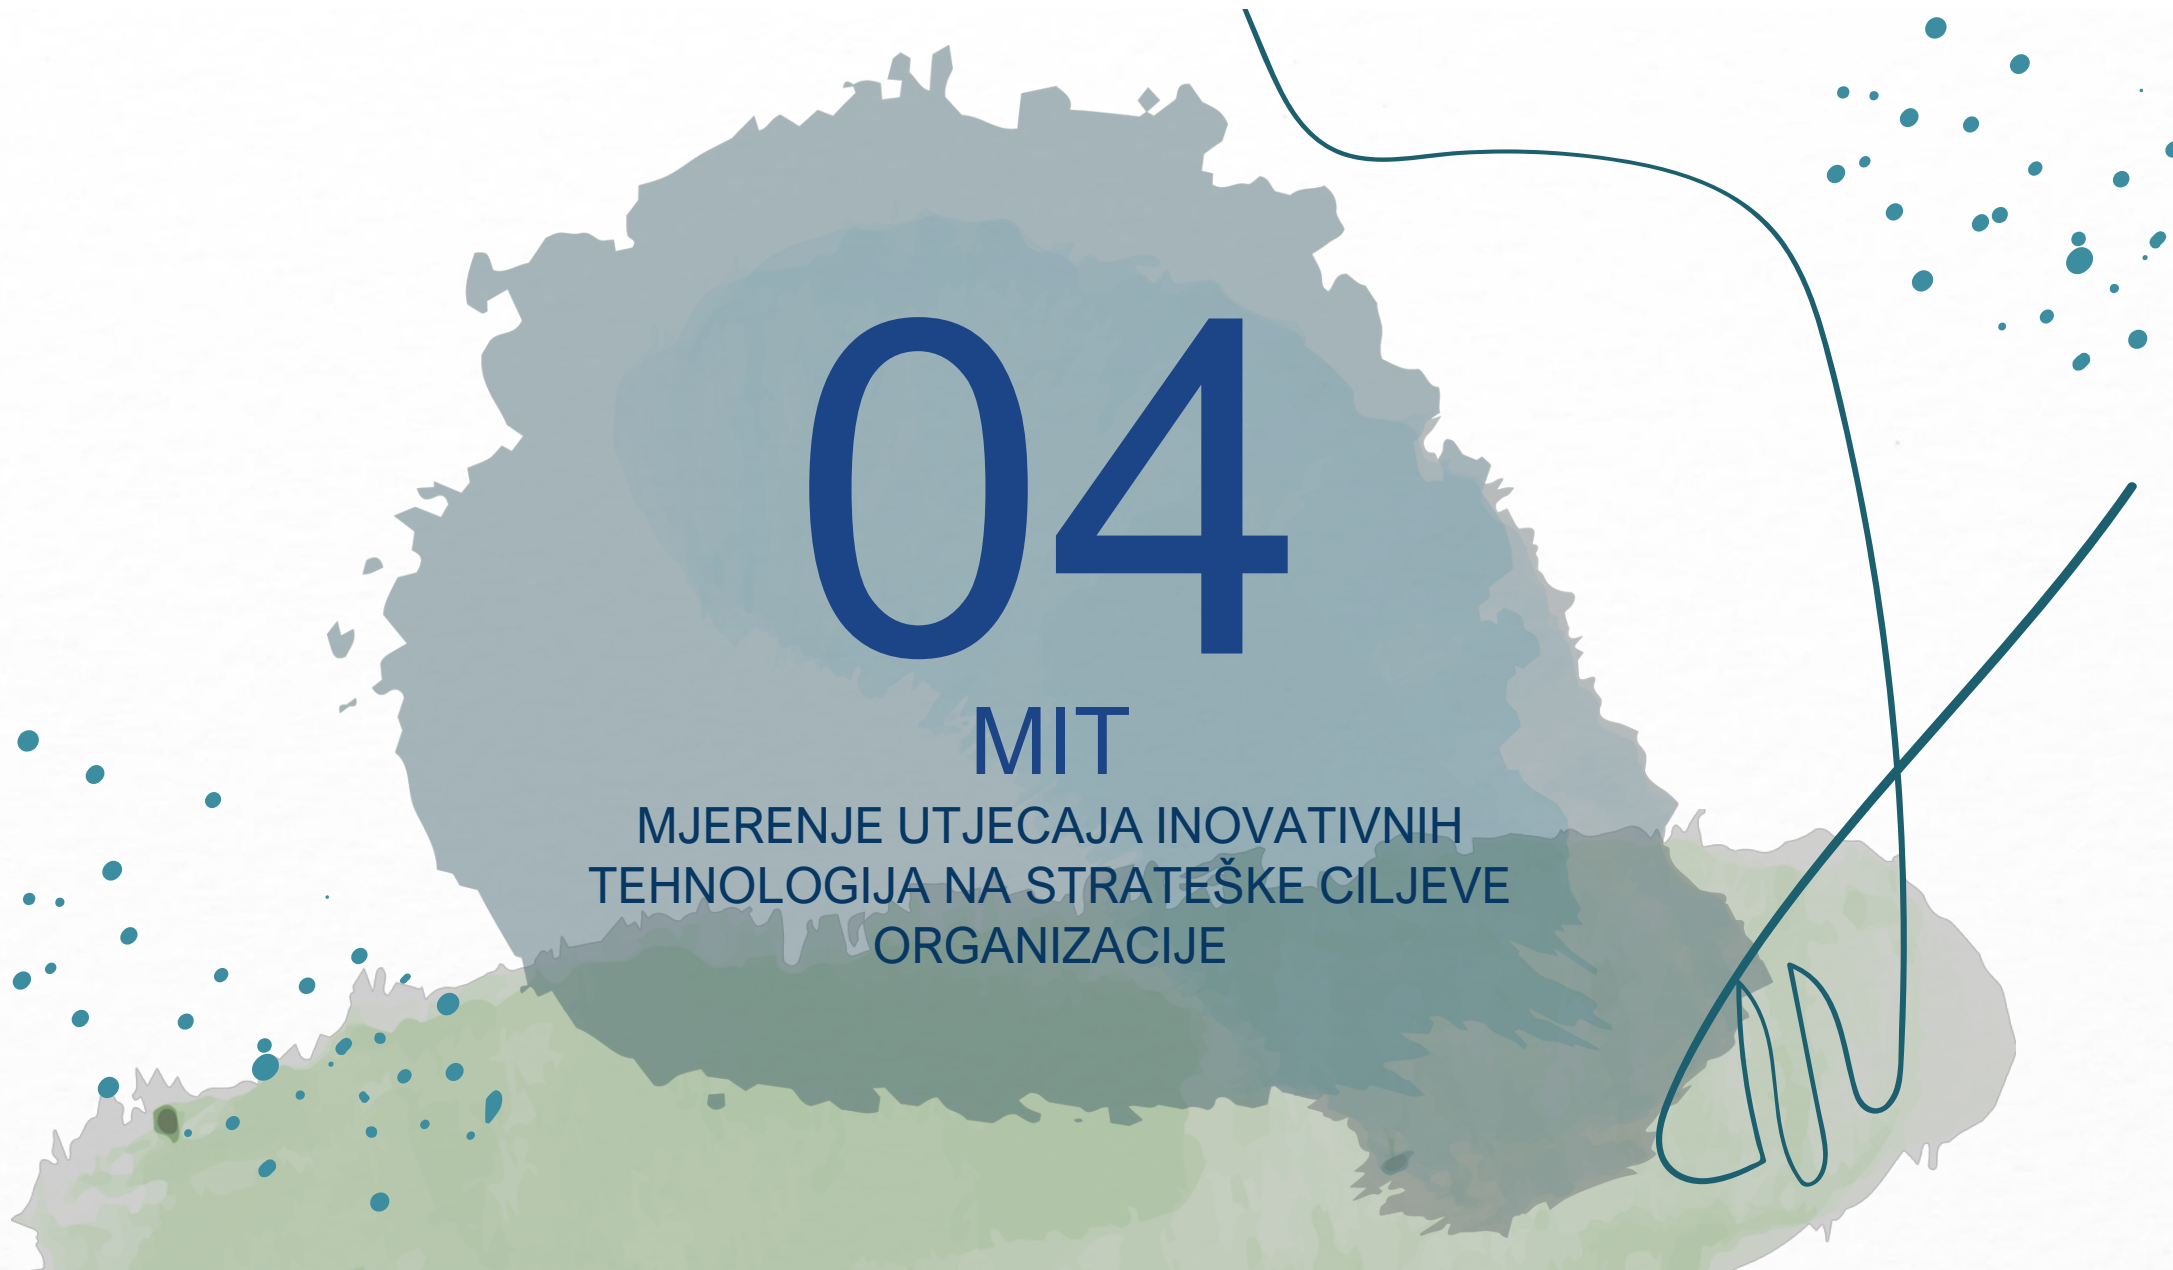 04
MIT
MJERENJE UTJECAJA INOVATIVNIH
TEHNOLOGIJA NA STRATEŠKE CILJEVE
ORGANIZACIJE